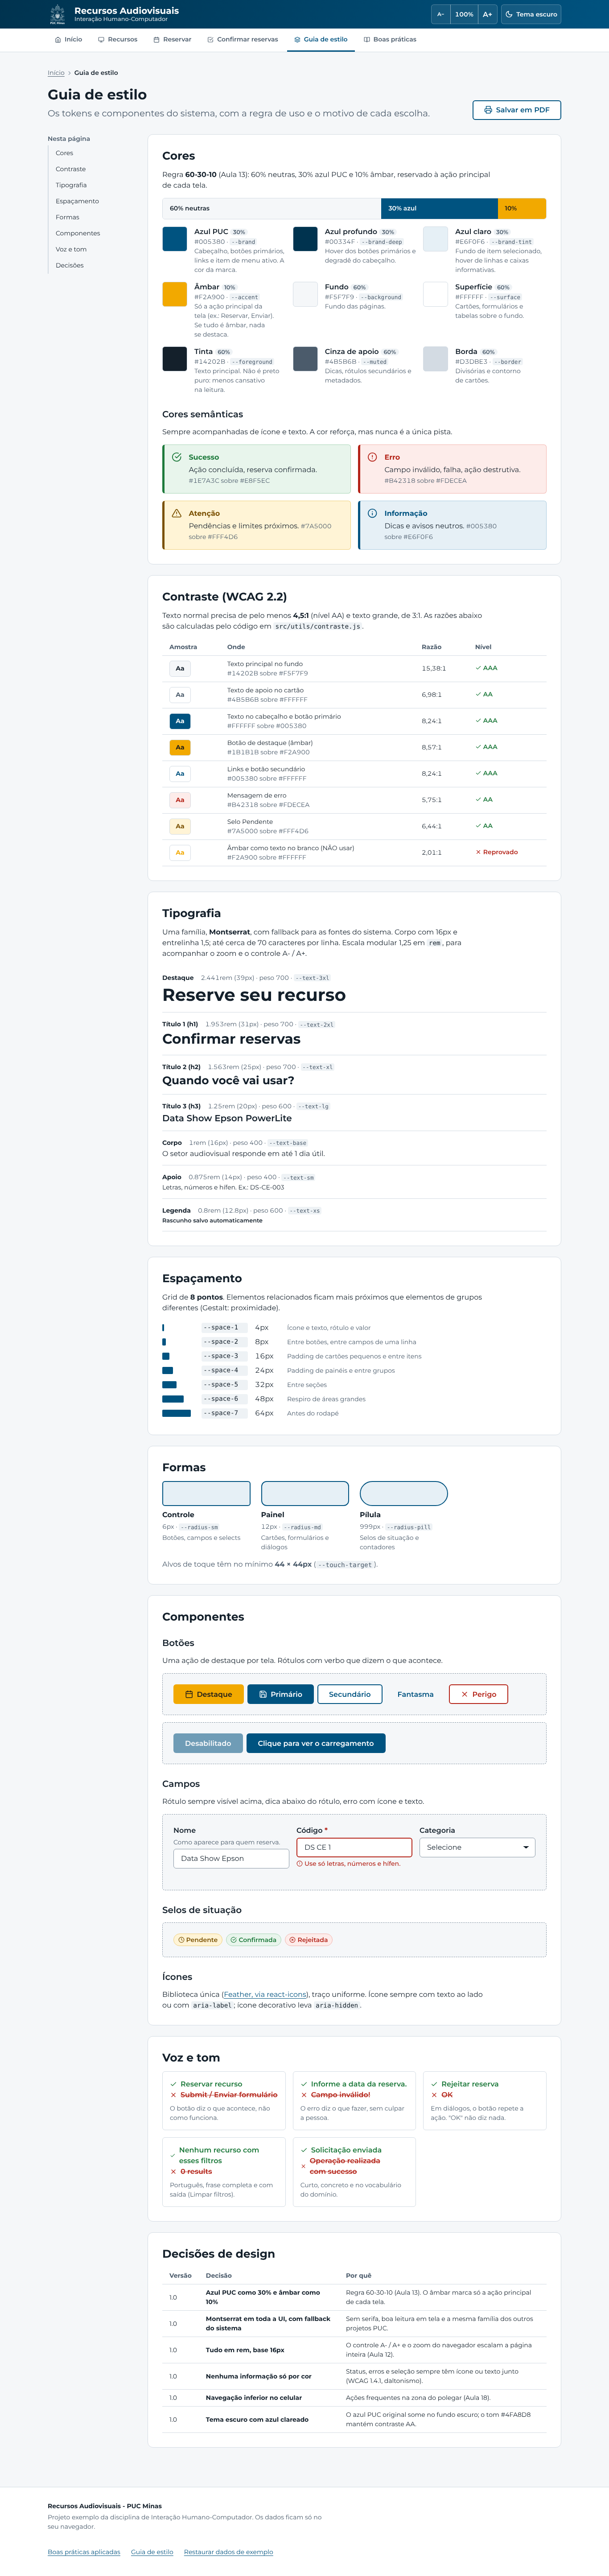 Recursos Audiovisuais
Interação Humano-Computador
A− 100% A+ Tema escuro
Início Recursos Reservar Confirmar reservas Guia de estilo Boas práticas
Início › Guia de estilo
Guia de estilo
Os tokens e componentes do sistema, com a regra de uso e o motivo de cada escolha.
Salvar em PDF
Nesta página
Cores
Contraste
Tipografia
Espaçamento
Formas
Componentes
Voz e tom
Decisões
Cores
Regra 60-30-10 (Aula 13): 60% neutras, 30% azul PUC e 10% âmbar, reservado à ação principal
de cada tela.
60% neutras 30% azul 10%
Azul PUC 30%
#005380 · --brand
Cabeçalho, botões primários,
links e item de menu ativo. A
cor da marca.
Azul profundo 30%
#00334F · --brand-deep
Hover dos botões primários e
degradê do cabeçalho.
Azul claro 30%
#E6F0F6 · --brand-tint
Fundo de item selecionado,
hover de linhas e caixas
informativas.
Âmbar 10%
#F2A900 · --accent
Só a ação principal da
tela (ex.: Reservar, Enviar).
Se tudo é âmbar, nada
se destaca.
Fundo 60%
#F5F7F9 · --background
Fundo das páginas.
Superfície 60%
#FFFFFF · --surface
Cartões, formulários e
tabelas sobre o fundo.
Tinta 60%
#14202B · --foreground
Texto principal. Não é preto
puro: menos cansativo
na leitura.
Cinza de apoio 60%
#4B5B6B · --muted
Dicas, rótulos secundários e
metadados.
Borda 60%
#D3DBE3 · --border
Divisórias e contorno
de cartões.
Cores semânticas
Sempre acompanhadas de ícone e texto. A cor reforça, mas nunca é a única pista.
Sucesso
Ação concluída, reserva confirmada.
#1E7A3C sobre #E8F5EC
Erro
Campo inválido, falha, ação destrutiva.
#B42318 sobre #FDECEA
Atenção
Pendências e limites próximos. #7A5000
sobre #FFF4D6
Informação
Dicas e avisos neutros. #005380
sobre #E6F0F6
Contraste (WCAG 2.2)
Texto normal precisa de pelo menos 4,5:1 (nível AA) e texto grande, de 3:1. As razões abaixo
são calculadas pelo código em src/utils/contraste.js.
Amostra Onde Razão Nível
Aa Texto principal no fundo
#14202B sobre #F5F7F9 15,38:1 AAA
Aa Texto de apoio no cartão
#4B5B6B sobre #FFFFFF 6,98:1 AA
Aa Texto no cabeçalho e botão primário
#FFFFFF sobre #005380 8,24:1 AAA
Aa Botão de destaque (âmbar)
#1B1B1B sobre #F2A900 8,57:1 AAA
Aa Links e botão secundário
#005380 sobre #FFFFFF 8,24:1 AAA
Aa Mensagem de erro
#B42318 sobre #FDECEA 5,75:1 AA
Aa Selo Pendente
#7A5000 sobre #FFF4D6 6,44:1 AA
Aa Âmbar como texto no branco (NÃO usar)
#F2A900 sobre #FFFFFF 2,01:1 Reprovado
Tipografia
Uma família, Montserrat, com fallback para as fontes do sistema. Corpo com 16px e
entrelinha 1,5; até cerca de 70 caracteres por linha. Escala modular 1,25 em rem, para
acompanhar o zoom e o controle A- / A+.
Destaque 2.441rem (39px) · peso 700 · --text-3xl
Reserve seu recurso
Título 1 (h1) 1.953rem (31px) · peso 700 · --text-2xl
Confirmar reservas
Título 2 (h2) 1.563rem (25px) · peso 700 · --text-xl
Quando você vai usar?
Título 3 (h3) 1.25rem (20px) · peso 600 · --text-lg
Data Show Epson PowerLite
Corpo 1rem (16px) · peso 400 · --text-base
O setor audiovisual responde em até 1 dia útil.
Apoio 0.875rem (14px) · peso 400 · --text-sm
Letras, números e hífen. Ex.: DS-CE-003
Legenda 0.8rem (12.8px) · peso 600 · --text-xs
Rascunho salvo automaticamente
Espaçamento
Grid de 8 pontos. Elementos relacionados ficam mais próximos que elementos de grupos
diferentes (Gestalt: proximidade).
--space-1 4px Ícone e texto, rótulo e valor
--space-2 8px Entre botões, entre campos de uma linha
--space-3 16px Padding de cartões pequenos e entre itens
--space-4 24px Padding de painéis e entre grupos
--space-5 32px Entre seções
--space-6 48px Respiro de áreas grandes
--space-7 64px Antes do rodapé
Formas
Controle
6px · --radius-sm
Botões, campos e selects
Painel
12px · --radius-md
Cartões, formulários e
diálogos
Pílula
999px · --radius-pill
Selos de situação e
contadores
Alvos de toque têm no mínimo 44 × 44px (--touch-target).
Componentes
Botões
Uma ação de destaque por tela. Rótulos com verbo que dizem o que acontece.
Destaque Primário Secundário Fantasma Perigo
Desabilitado Clique para ver o carregamento
Campos
Rótulo sempre visível acima, dica abaixo do rótulo, erro com ícone e texto.
Nome
Como aparece para quem reserva.
Data Show Epson
Código *
DS CE 1
Use só letras, números e hífen.
Categoria
Selecione
Selos de situação
Pendente Confirmada Rejeitada
Ícones
Biblioteca única (Feather, via react-icons), traço uniforme. Ícone sempre com texto ao lado
ou com aria-label; ícone decorativo leva aria-hidden.
Voz e tom
Reservar recurso
Submit / Enviar formulário
O botão diz o que acontece, não
como funciona.
Informe a data da reserva.
Campo inválido!
O erro diz o que fazer, sem culpar
a pessoa.
Rejeitar reserva
OK
Em diálogos, o botão repete a
ação. "OK" não diz nada.
Nenhum recurso com
esses filtros
0 results
Português, frase completa e com
saída (Limpar filtros).
Solicitação enviada
Operação realizada
com sucesso
Curto, concreto e no vocabulário
do domínio.
Decisões de design
Versão Decisão Por quê
1.0 Azul PUC como 30% e âmbar como
10% Regra 60-30-10 (Aula 13). O âmbar marca só a ação principal
de cada tela.
1.0 Montserrat em toda a UI, com fallback
do sistema Sem serifa, boa leitura em tela e a mesma família dos outros
projetos PUC.
1.0 Tudo em rem, base 16px O controle A- / A+ e o zoom do navegador escalam a página
inteira (Aula 12).
1.0 Nenhuma informação só por cor Status, erros e seleção sempre têm ícone ou texto junto
(WCAG 1.4.1, daltonismo).
1.0 Navegação inferior no celular Ações frequentes na zona do polegar (Aula 18).
1.0 Tema escuro com azul clareado O azul PUC original some no fundo escuro; o tom #4FA8D8
mantém contraste AA.
Recursos Audiovisuais - PUC Minas
Projeto exemplo da disciplina de Interação Humano-Computador. Os dados ficam só no
seu navegador.
Boas práticas aplicadas Guia de estilo Restaurar dados de exemplo